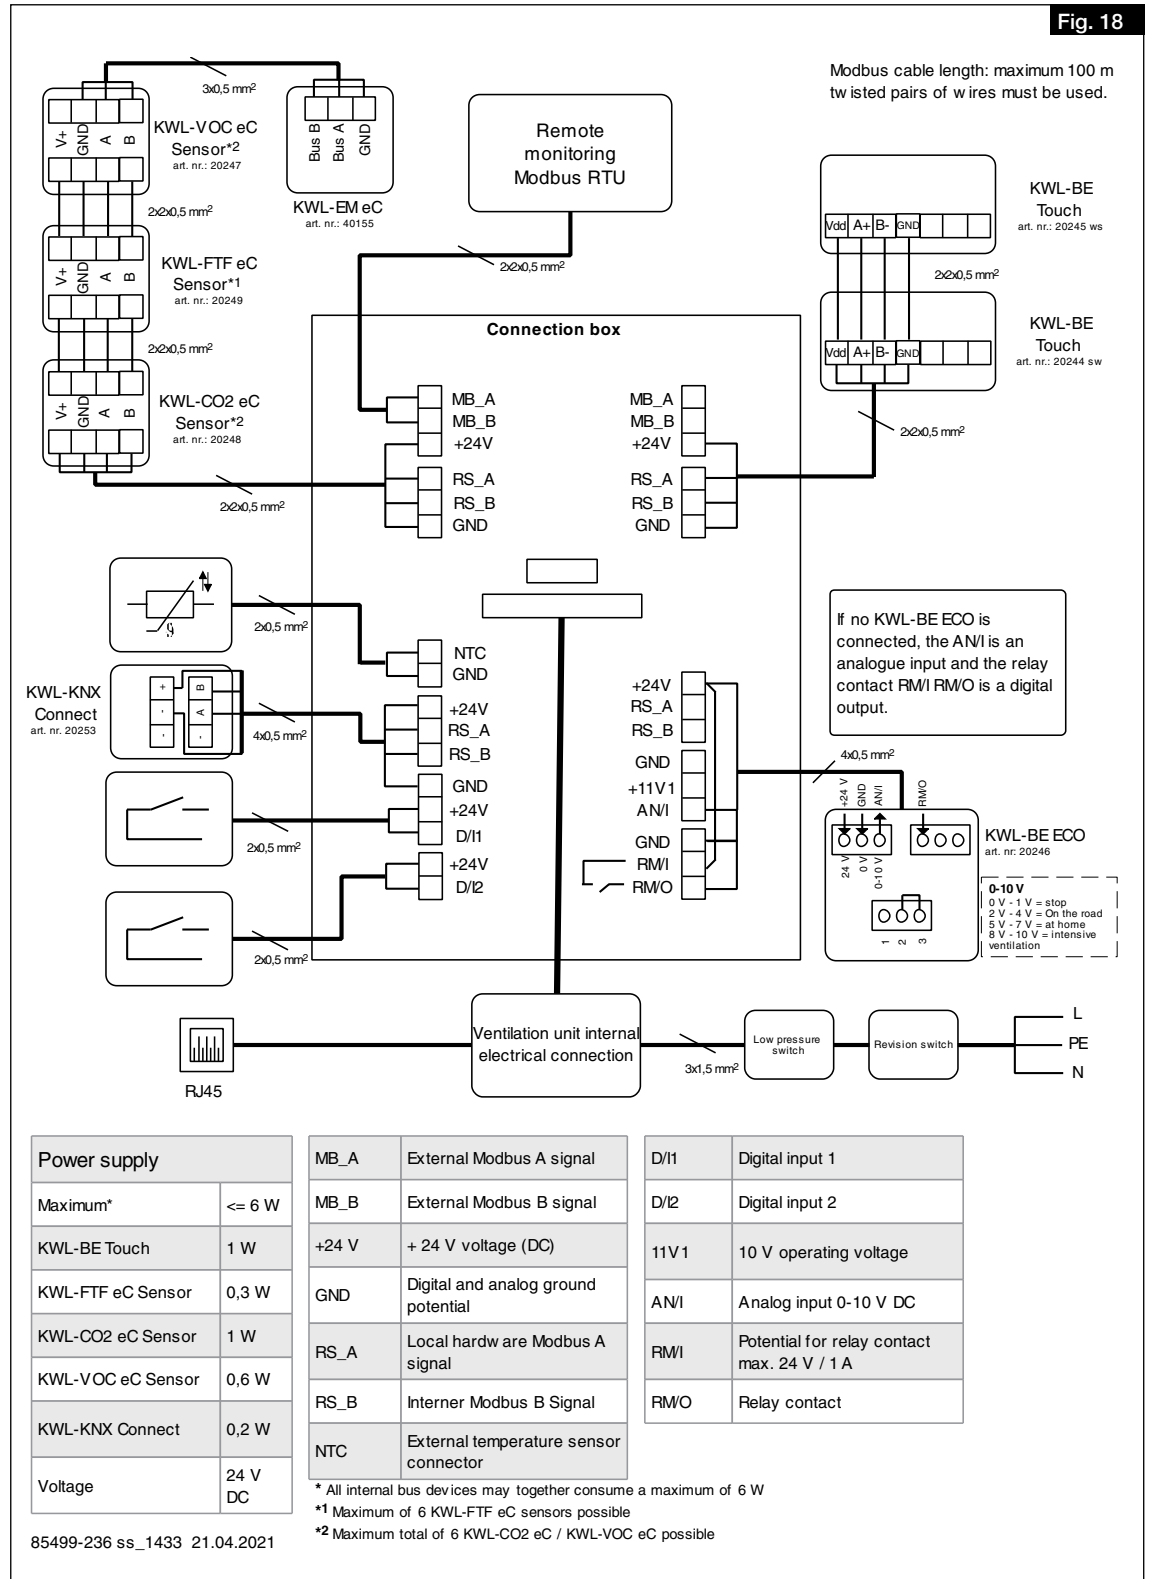 Fig. 18
Modbus cable length: maximum 100 m
twisted pairs of wires must be used.
3x0,5 mm²
V+
GND
A
B
KWL-VOC eC
Sensor*2
art. nr.: 20247
Bus B
Bus A
GND
KWL-EM eC
art. nr.: 40155
Remote
monitoring
Modbus RTU
2x2x0,5 mm²
KWL-BE
Touch
art. nr.: 20245 ws
Vdd A+ B- GND
2x2x0,5 mm²
2x2x0,5 mm²
V+
GND
A
B
KWL-FTF eC
Sensor*1
art. nr.: 20249
KWL-BE
Touch
art. nr.: 20244 sw
Vdd A+ B- GND
2x2x0,5 mm²
2x2x0,5 mm²
V+
GND
A
B
KWL-CO2 eC
Sensor*2
art. nr.: 20248
2x2x0,5 mm²
Connection box
MB_A
MB_B
+24V
RS_A
RS_B
GND
MB_A
MB_B
+24V
RS_A
RS_B
GND
ϑ
2x0,5 mm²
NTC
GND
KWL-KNX
Connect
art. nr. 20253
+
-
-
B
A
-
4x0,5 mm²
+24V
RS_A
RS_B
GND
+24V
D/I1
2x0,5 mm²
+24V
D/I2
2x0,5 mm²
+24V
RS_A
RS_B
GND
+11V1
AN/I
GND
RM/I
RM/O
If no KWL-BE ECO is
connected, the AN/I is an
analogue input and the relay
contact RM/I RM/O is a digital
output.
4x0,5 mm²
+24 V
GND
AN/I
RM/O
24 V
0 V
0-10 V
1
2
3
KWL-BE ECO
art. nr: 20246
0-10 V
0 V - 1 V = stop
2 V - 4 V = On the road
5 V - 7 V = at home
8 V - 10 V = intensive
ventilation
RJ45
Ventilation unit internal
electrical connection
3x1,5 mm²
Low pressure
switch
Revision switch
L
PE
N
Power supply
Maximum* <= 6 W
KWL-BE Touch 1 W
KWL-FTF eC Sensor 0,3 W
KWL-CO2 eC Sensor 1 W
KWL-VOC eC Sensor 0,6 W
KWL-KNX Connect 0,2 W
Voltage 24 V
DC
MB_A External Modbus A signal
MB_B External Modbus B signal
+24 V + 24 V voltage (DC)
GND Digital and analog ground
potential
RS_A Local hardware Modbus A
signal
RS_B Interner Modbus B Signal
NTC External temperature sensor
connector
D/I1 Digital input 1
D/I2 Digital input 2
11V1 10 V operating voltage
AN/I Analog input 0-10 V DC
RM/I Potential for relay contact
max. 24 V / 1 A
RM/O Relay contact
* All internal bus devices may together consume a maximum of 6 W
*1 Maximum of 6 KWL-FTF eC sensors possible
*2 Maximum total of 6 KWL-CO2 eC / KWL-VOC eC possible
85499-236 ss_1433 21.04.2021